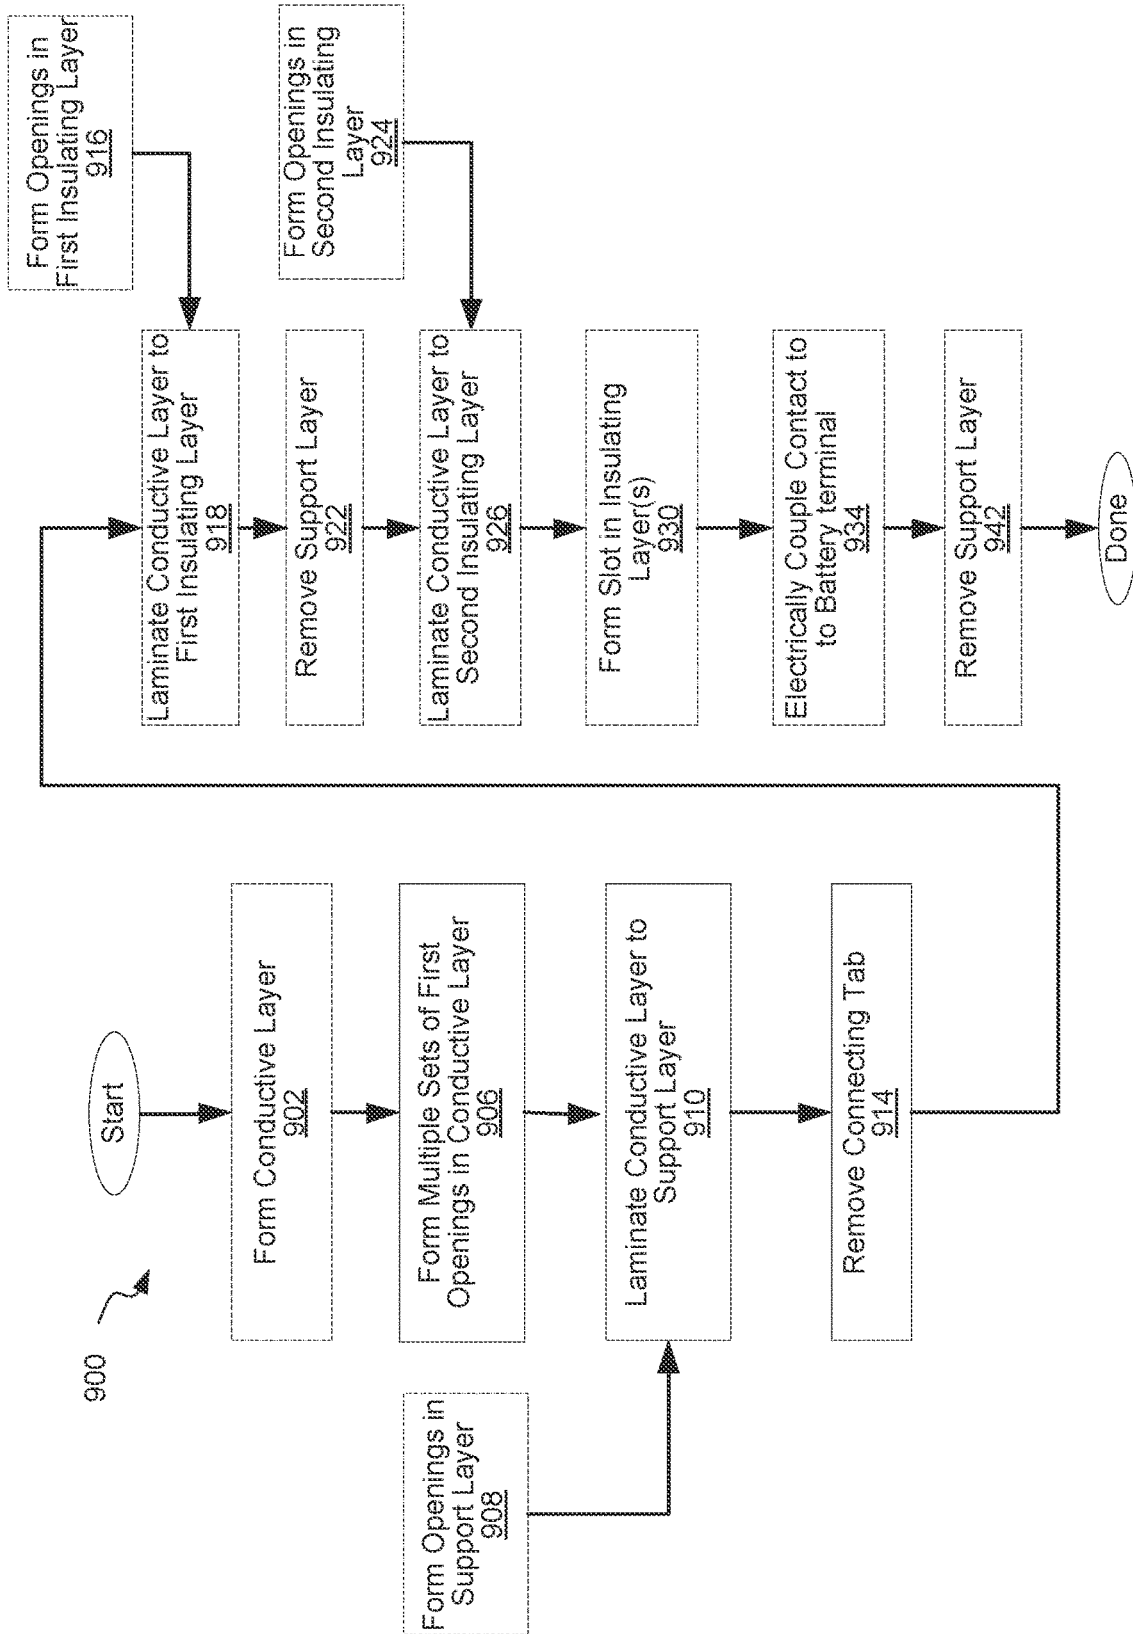 900
Start
Form Conductive Layer
902
Form Multiple Sets of First
Openings in Conductive Layer
906
Form Openings in
Support Layer
908
Laminate Conductive Layer to
Support Layer
910
Remove Connecting Tab
914
Form Openings in
First Insulating Layer
916
Laminate Conductive Layer to
First Insulating Layer
918
Remove Support Layer
922
Form Openings in
Second Insulating
Layer
924
Laminate Conductive Layer to
Second Insulating Layer
926
Form Slot in Insulating
Layer(s)
930
Electrically Couple Contact to
to Battery terminal
934
Remove Support Layer
942
Done